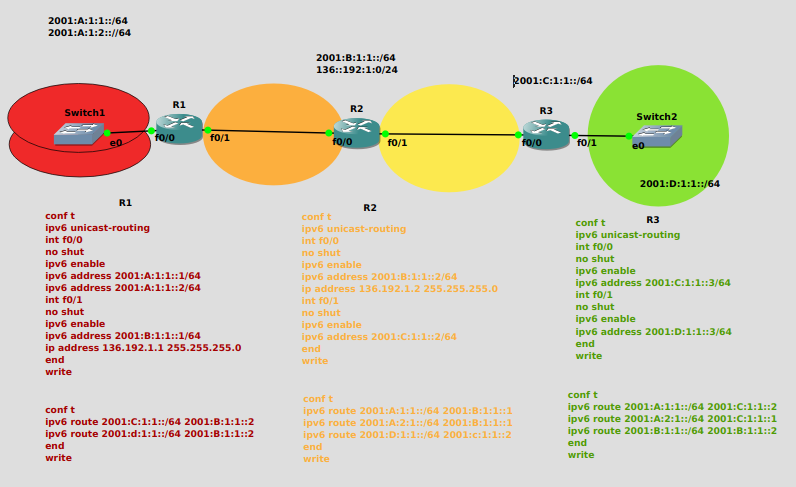 2001:A:1:1::/64
2001:A:1:2:://64
2001:B:1:1::/64
136::192:1:0/24
2001:C:1:1::/64
Switch1
R1
R2
R3
Switch2
e0
f0/0
f0/1
f0/0
f0/1
f0/0
f0/1
e0
2001:D:1:1::/64
R1
conf t
ipv6 unicast-routing
int f0/0
no shut
ipv6 enable
ipv6 address 2001:A:1:1::1/64
ipv6 address 2001:A:1:1::2/64
int f0/1
no shut
ipv6 enable
ipv6 address 2001:B:1:1::1/64
ip address 136.192.1.1 255.255.255.0
end
write
conf t
ipv6 route 2001:C:1:1::/64 2001:B:1:1::2
ipv6 route 2001:d:1:1::/64 2001:B:1:1::2
end
write
R2
conf t
ipv6 unicast-routing
int f0/0
no shut
ipv6 enable
ipv6 address 2001:B:1:1::2/64
ip address 136.192.1.2 255.255.255.0
int f0/1
no shut
ipv6 enable
ipv6 address 2001:C:1:1::2/64
end
write
conf t
ipv6 route 2001:A:1:1::/64 2001:B:1:1::1
ipv6 route 2001:A:2:1::/64 2001:B:1:1::1
ipv6 route 2001:D:1:1::/64 2001:c:1:1::2
end
write
R3
conf t
ipv6 unicast-routing
int f0/0
no shut
ipv6 enable
ipv6 address 2001:C:1:1::3/64
int f0/1
no shut
ipv6 enable
ipv6 address 2001:D:1:1::3/64
end
write
conf t
ipv6 route 2001:A:1:1::/64 2001:C:1:1::2
ipv6 route 2001:A:2:1::/64 2001:C:1:1::1
ipv6 route 2001:B:1:1::/64 2001:B:1:1::2
end
write